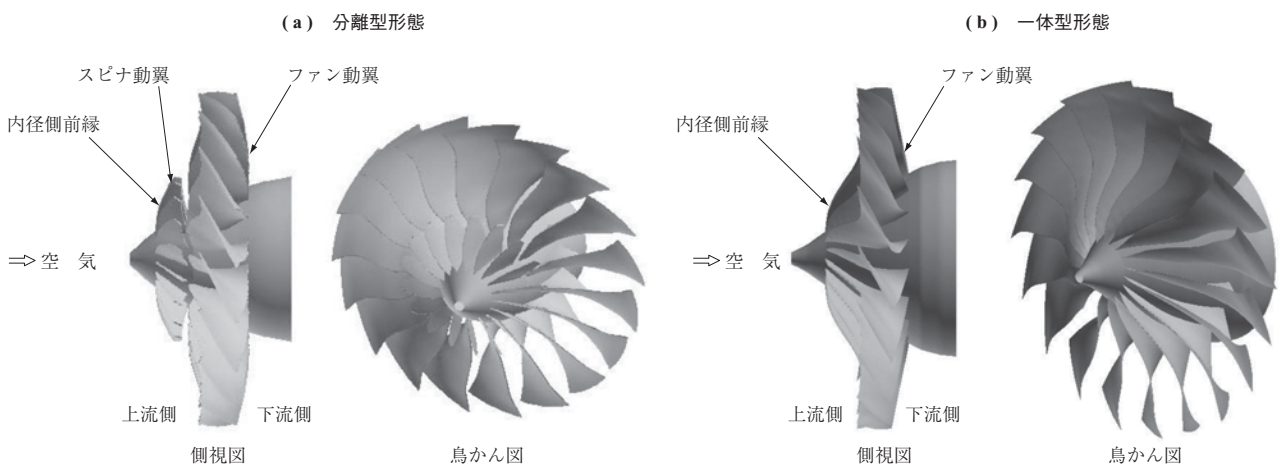 ( a ) 分離型形態
スピナ動翼
ファン動翼
内径側前縁
⇒ 空 気
上流側
下流側
側視図
鳥かん図
( b ) 一体型形態
ファン動翼
内径側前縁
⇒ 空 気
上流側
下流側
側視図
鳥かん図